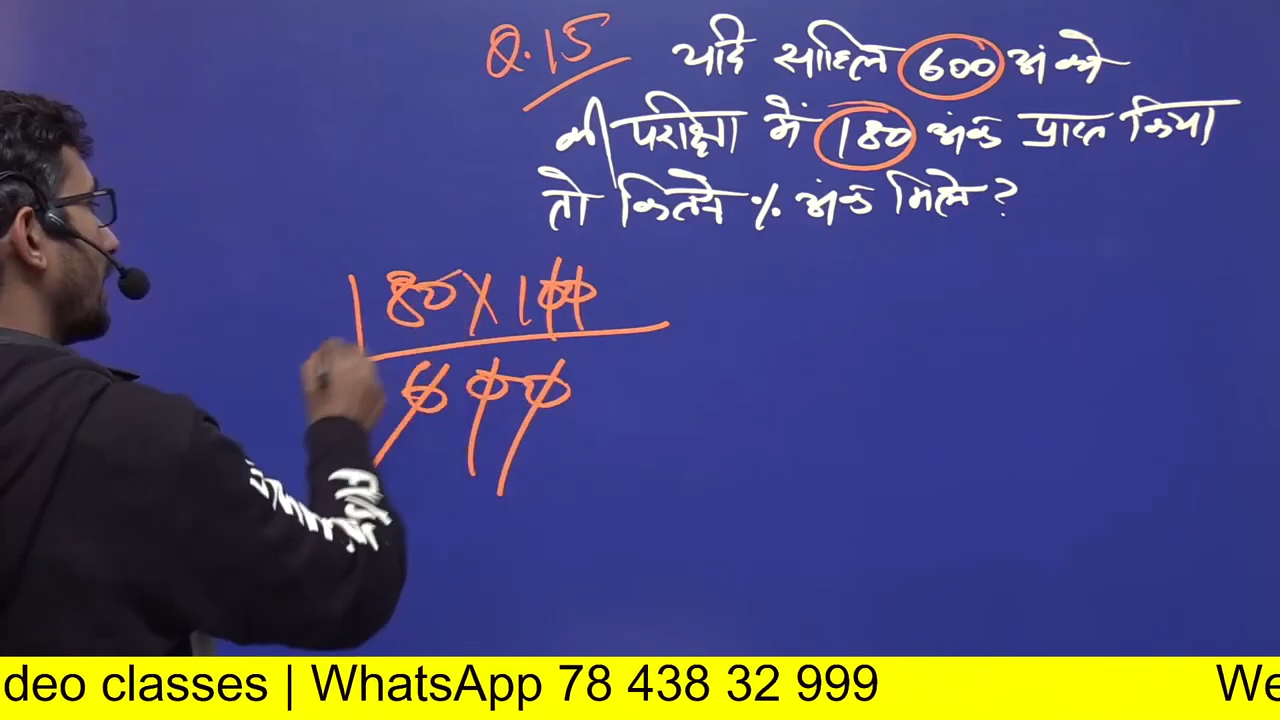 Q.15 यदि साहिल 600 अंको
की परीक्षा में 180 अंक प्राप्त किया
तो कितने % अंक मिले ?
180 X 100
600
deo classes | WhatsApp 78 438 32 999 We